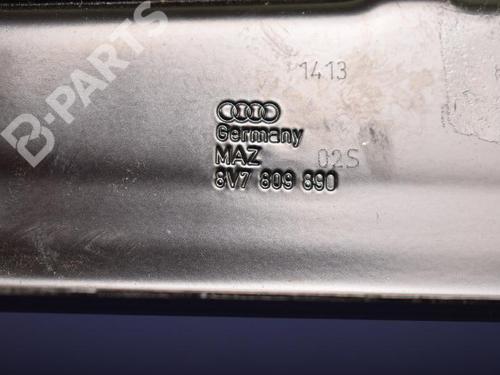 B-PARTS
1413
Germany
MAZ 02S
8V7 809 890